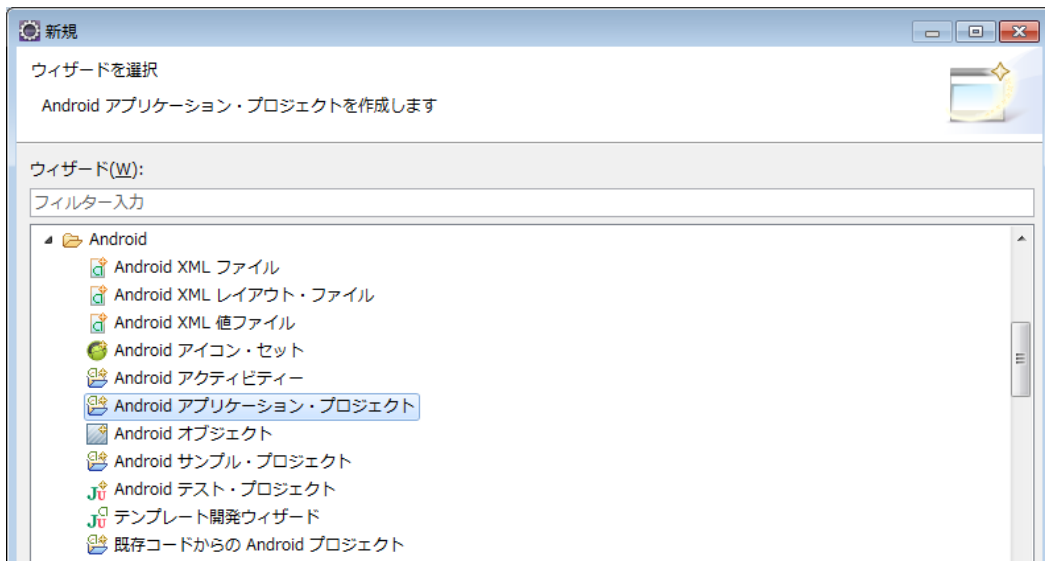 新規
ウィザードを選択
Android アプリケーション・プロジェクトを作成します
ウィザード(W):
フィルター入力
Android
Android XML ファイル
Android XML レイアウト・ファイル
Android XML 値ファイル
Android アイコン・セット
Android アクティビティー
Android アプリケーション・プロジェクト
Android オブジェクト
Android サンプル・プロジェクト
Android テスト・プロジェクト
テンプレート開発ウィザード
既存コードからの Android プロジェクト